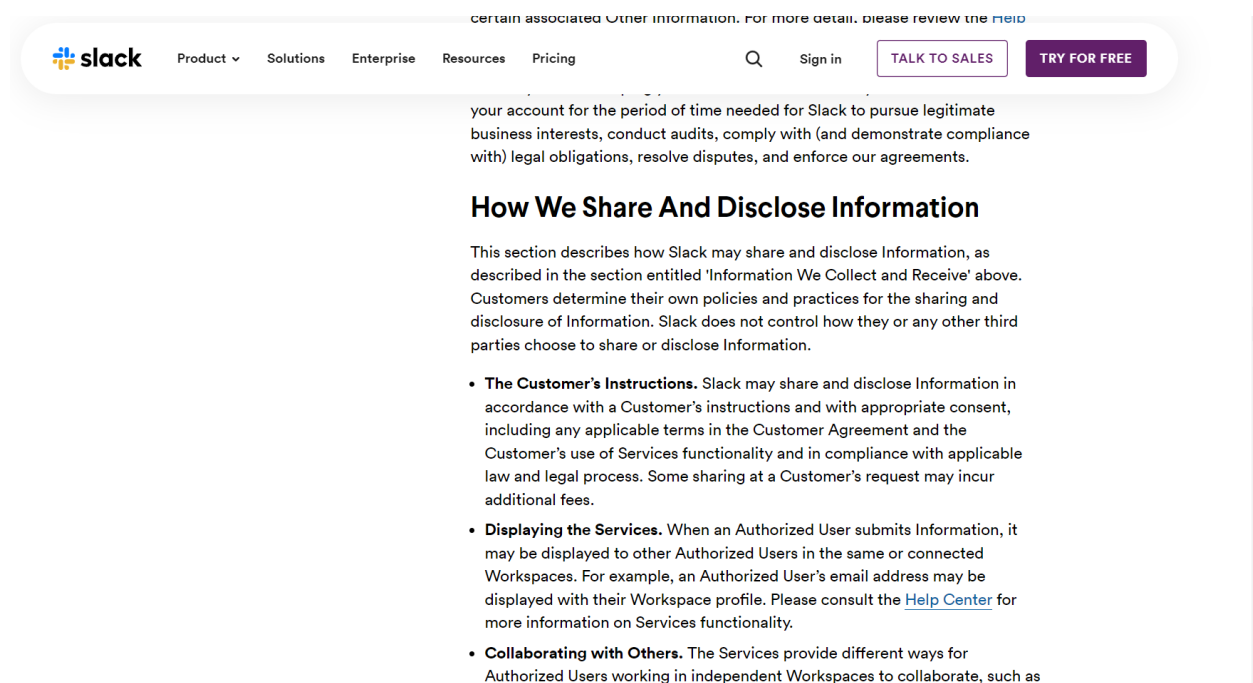 certain associated Other Information. For more detail, please review the Help
slack Product Solutions Enterprise Resources Pricing Sign in TALK TO SALES TRY FOR FREE
your account for the period of time needed for Slack to pursue legitimate
business interests, conduct audits, comply with (and demonstrate compliance
with) legal obligations, resolve disputes, and enforce our agreements.
How We Share And Disclose Information
This section describes how Slack may share and disclose Information, as
described in the section entitled 'Information We Collect and Receive' above.
Customers determine their own policies and practices for the sharing and
disclosure of Information. Slack does not control how they or any other third
parties choose to share or disclose Information.
• The Customer’s Instructions. Slack may share and disclose Information in
accordance with a Customer’s instructions and with appropriate consent,
including any applicable terms in the Customer Agreement and the
Customer’s use of Services functionality and in compliance with applicable
law and legal process. Some sharing at a Customer’s request may incur
additional fees.
• Displaying the Services. When an Authorized User submits Information, it
may be displayed to other Authorized Users in the same or connected
Workspaces. For example, an Authorized User’s email address may be
displayed with their Workspace profile. Please consult the Help Center for
more information on Services functionality.
• Collaborating with Others. The Services provide different ways for
Authorized Users working in independent Workspaces to collaborate, such as